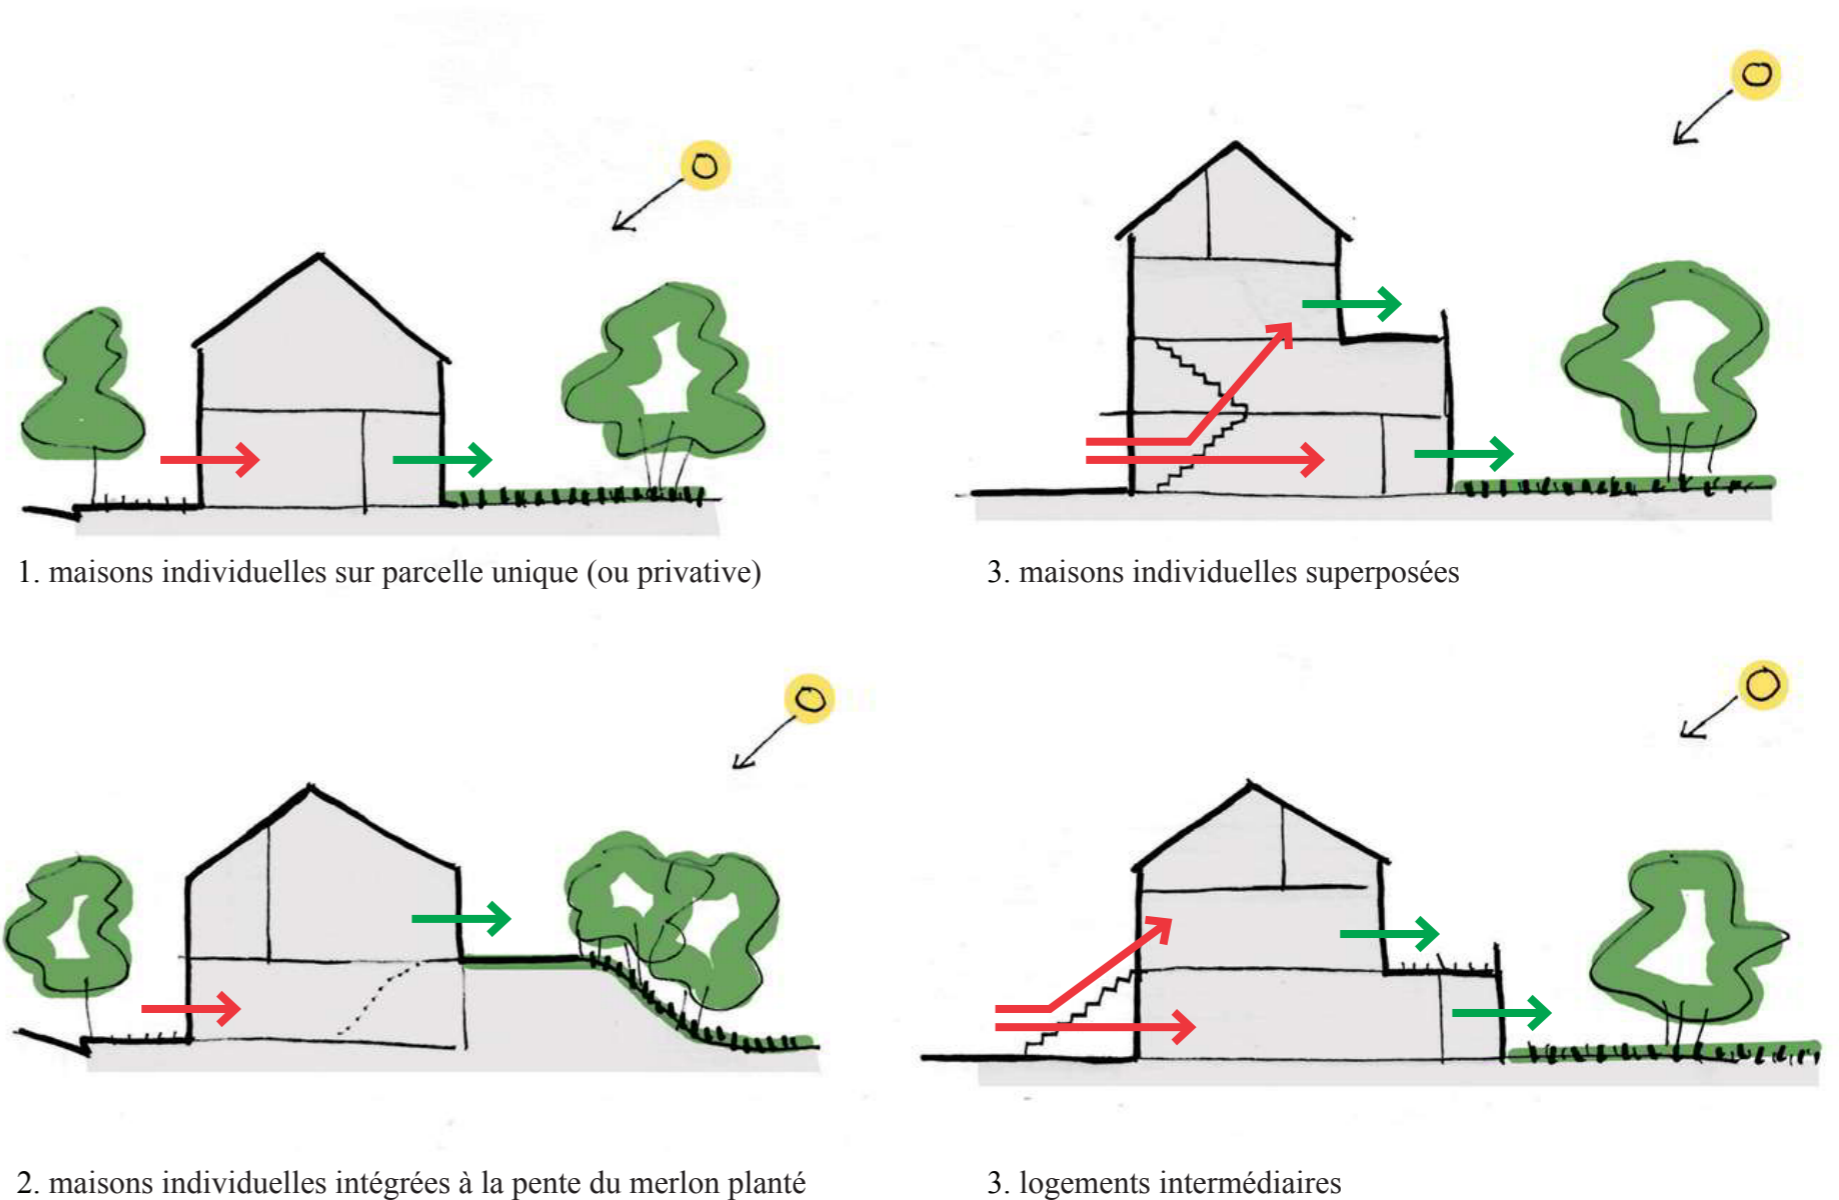 1. maisons individuelles sur parcelle unique (ou privative)
3. maisons individuelles superposées
2. maisons individuelles intégrées à la pente du merlon planté
3. logements intermédiaires